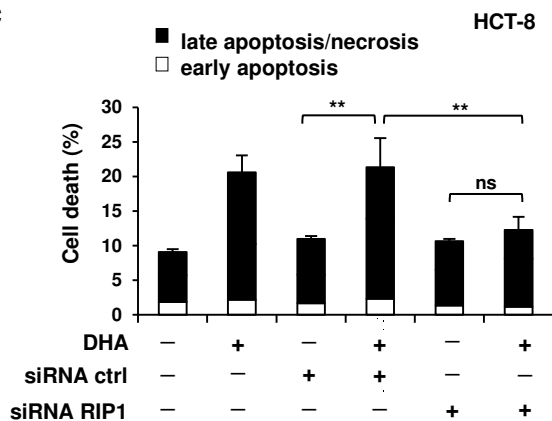 HCT-8
late apoptosis/necrosis
early apoptosis
** **
ns
Cell death (%)
30
25
20
15
10
5
0
DHA – + – + – +
siRNA ctrl – – + + – –
siRNA RIP1 – – – – + +